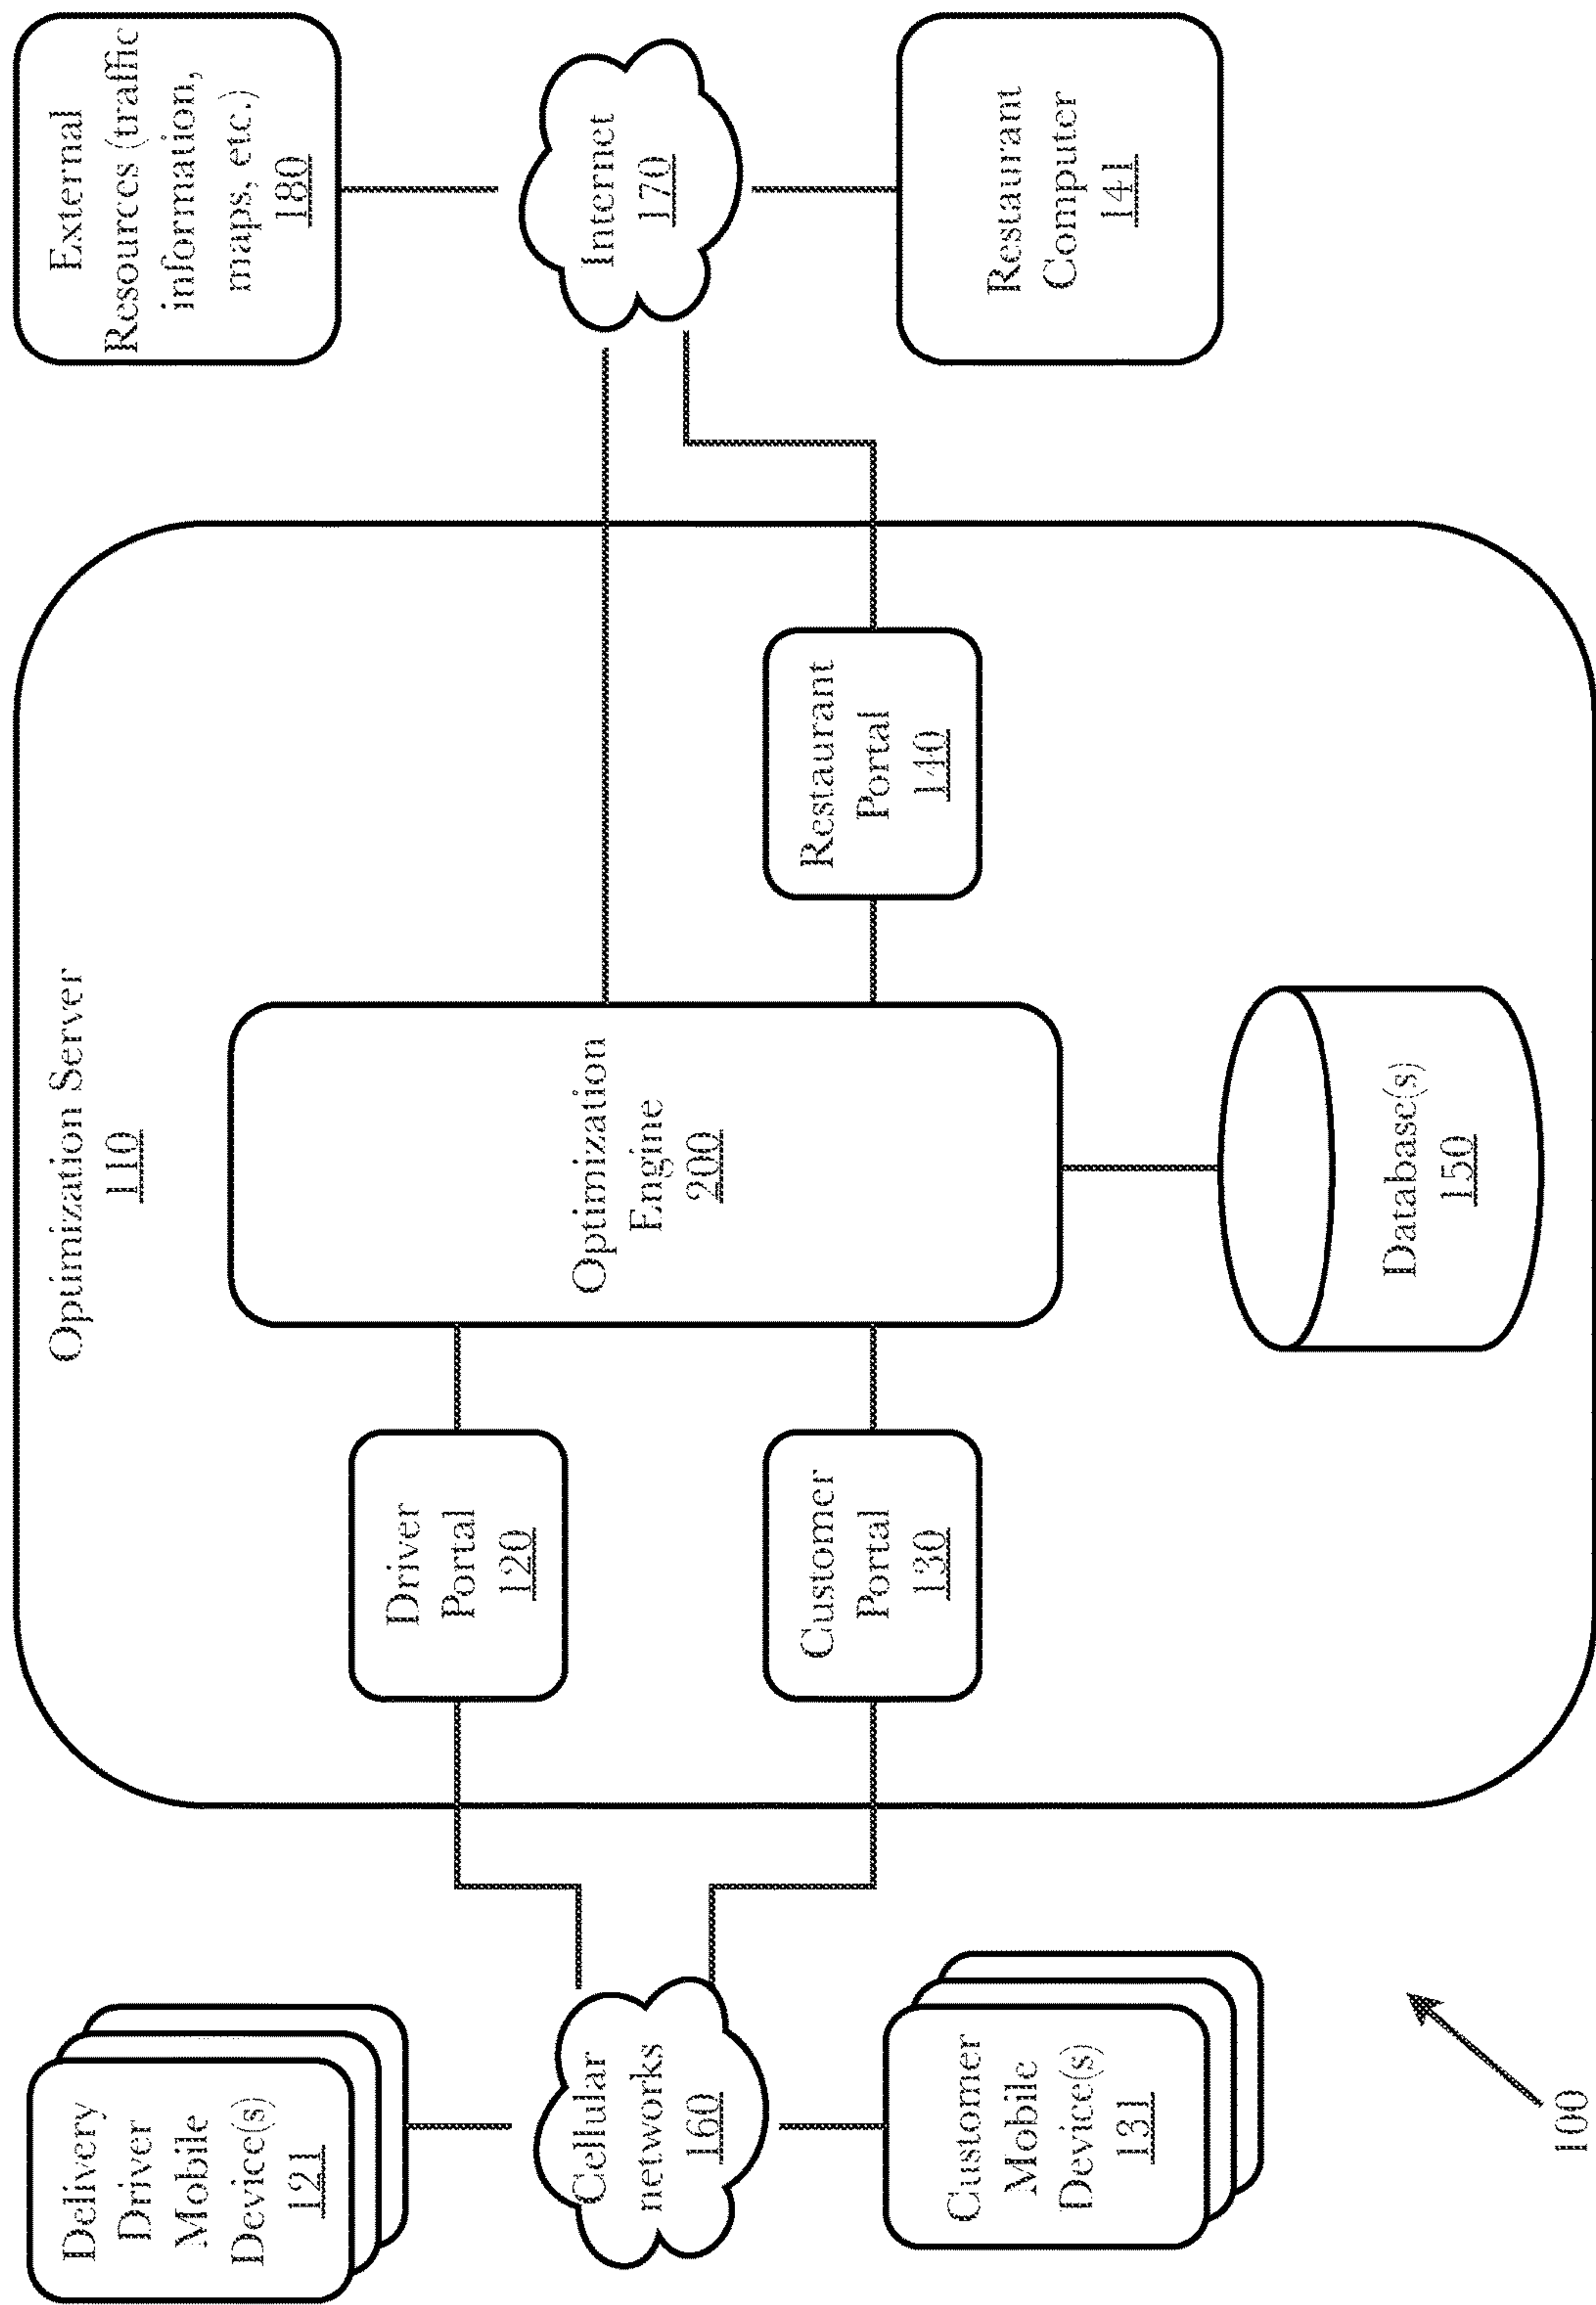 Delivery
Driver
Mobile
Device(s)
121
Cellular
networks
160
Customer
Mobile
Device(s)
131
100
Optimization Server
110
Driver
Portal
120
Customer
Portal
130
Optimization
Engine
200
Database(s)
150
Restaurant
Portal
140
External
Resources (traffic
information,
maps, etc.)
180
Internet
170
Restaurant
Computer
141